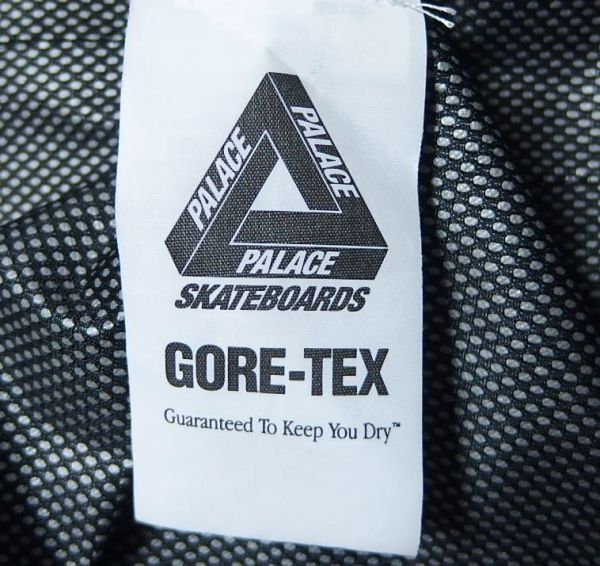 PALACE
PALACE
PALACE
SKATEBOARDS
GORE-TEX
Guaranteed To Keep You Dry™